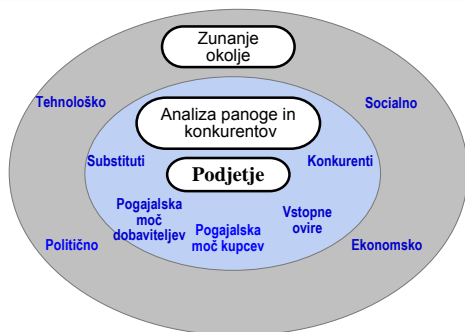 Zunanje
okolje
Tehnološko
Socialno
Analiza panoge in
konkurentov
Substituti
Konkurenti
Podjetje
Pogajalska
moč
dobaviteljev
Pogajalska
moč kupcev
Vstopne
ovire
Politično
Ekonomsko